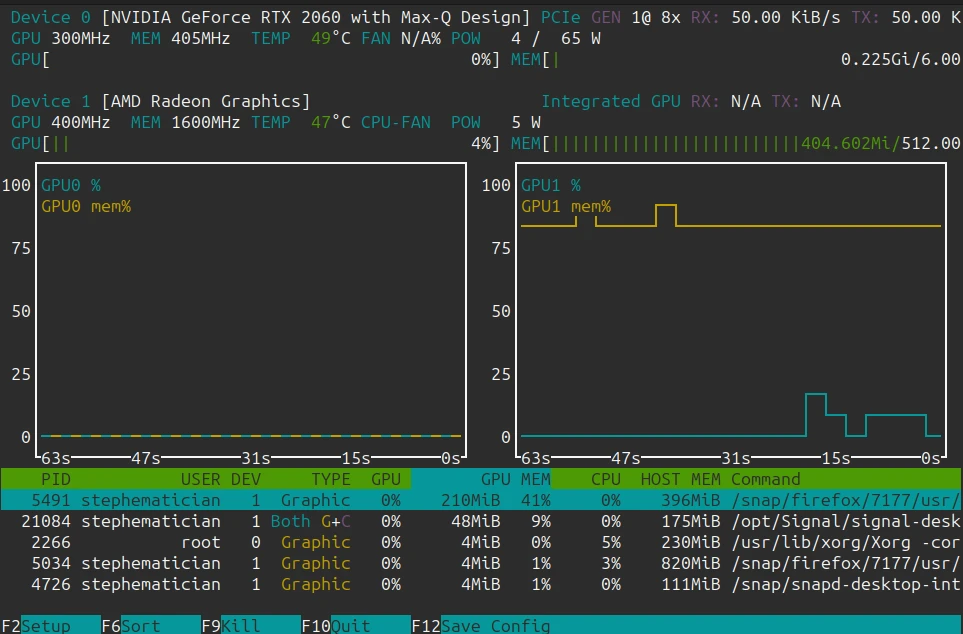 Device 0 [NVIDIA GeForce RTX 2060 with Max-Q Design] PCIe GEN 1@ 8x RX: 50.00 KiB/s TX: 50.00 K
GPU 300MHz MEM 405MHz TEMP 49°C FAN N/A% POW 4 / 65 W
GPU[ 0%] MEM[| 0.225Gi/6.00
Device 1 [AMD Radeon Graphics] Integrated GPU RX: N/A TX: N/A
GPU 400MHz MEM 1600MHz TEMP 47°C CPU-FAN POW 5 W
GPU[|| 4%] MEM[|||||||||||||||||||||||||404.602Mi/512.00
100 GPU0 % 100 GPU1 %
GPU0 mem% GPU1 mem%
75 75
50 50
25 25
0 0
63s 47s 31s 15s 0s 63s 47s 31s 15s 0s
PID USER DEV TYPE GPU GPU MEM CPU HOST MEM Command
5491 stephematician 1 Graphic 0% 210MiB 41% 0% 396MiB /snap/firefox/7177/usr/
21084 stephematician 1 Both G+C 0% 48MiB 9% 0% 175MiB /opt/Signal/signal-desk
2266 root 0 Graphic 0% 4MiB 0% 5% 230MiB /usr/lib/xorg/Xorg -cor
5034 stephematician 1 Graphic 0% 4MiB 1% 3% 820MiB /snap/firefox/7177/usr/
4726 stephematician 1 Graphic 0% 4MiB 1% 0% 111MiB /snap/snapd-desktop-int
F2Setup F6Sort F9Kill F10Quit F12Save Config